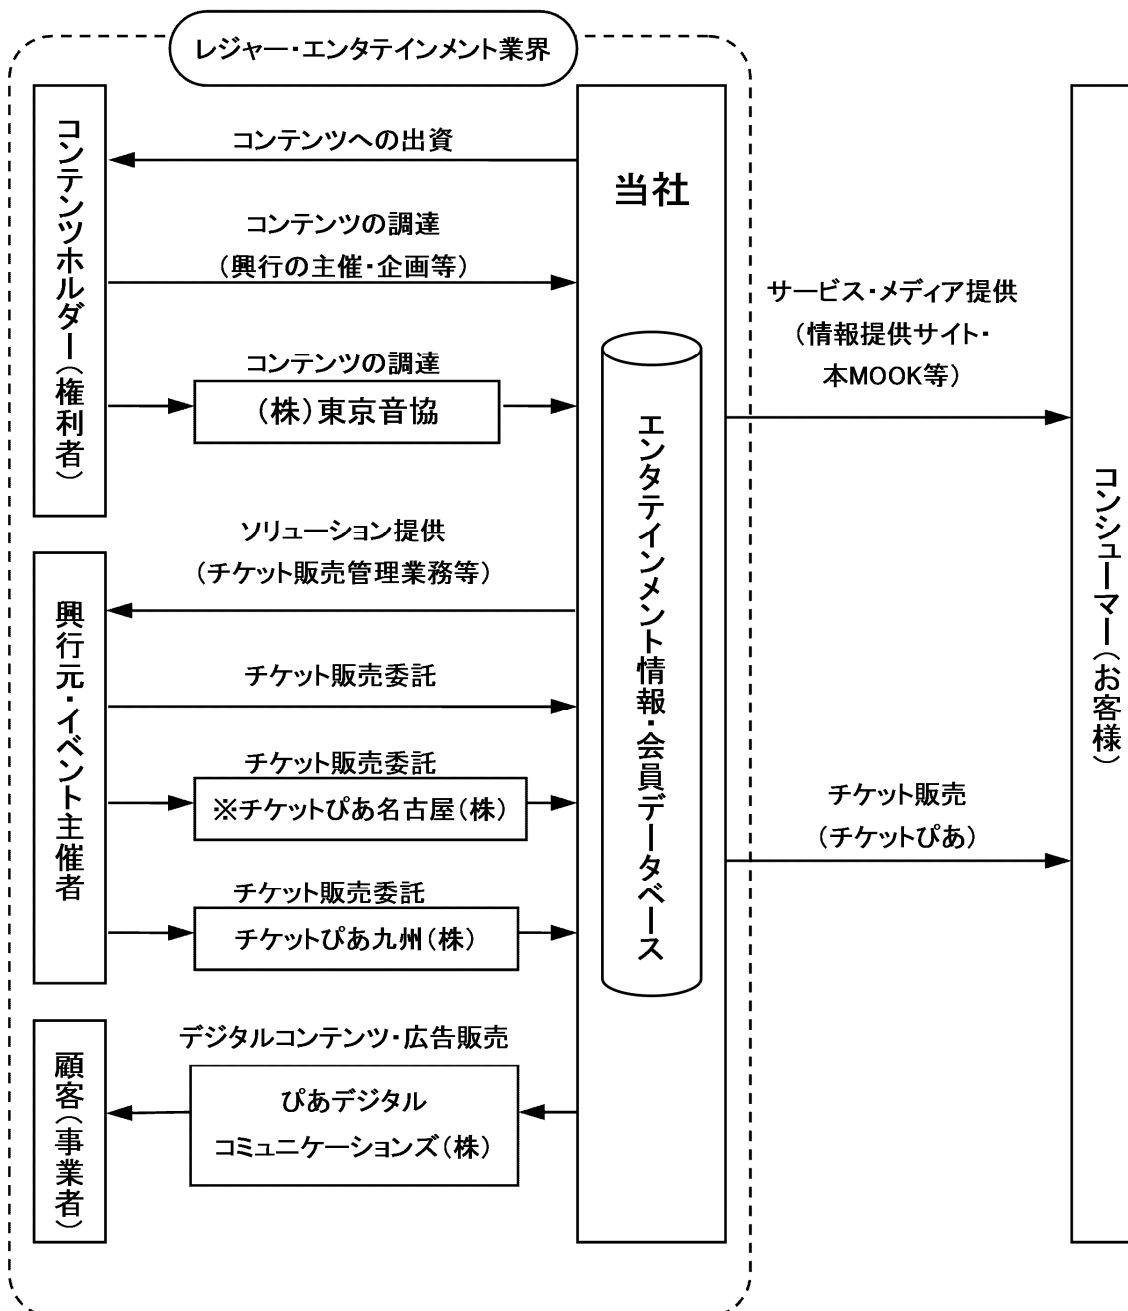 レジャー・エンタテインメント業界
コンテンツホルダー（権利者）
コンテンツへの出資
コンテンツの調達
（興行の主催・企画等）
コンテンツの調達
（株）東京音協
興行元・イベント主催者
ソリューション提供
（チケット販売管理業務等）
チケット販売委託
チケット販売委託
※チケットぴあ名古屋（株）
チケット販売委託
チケットぴあ九州（株）
顧客（事業者）
デジタルコンテンツ・広告販売
ぴあデジタル
コミュニケーションズ（株）
当社
エンタテインメント情報・会員データベース
サービス・メディア提供
（情報提供サイト・
本MOOK等）
チケット販売
（チケットぴあ）
コンシューマー（お客様）